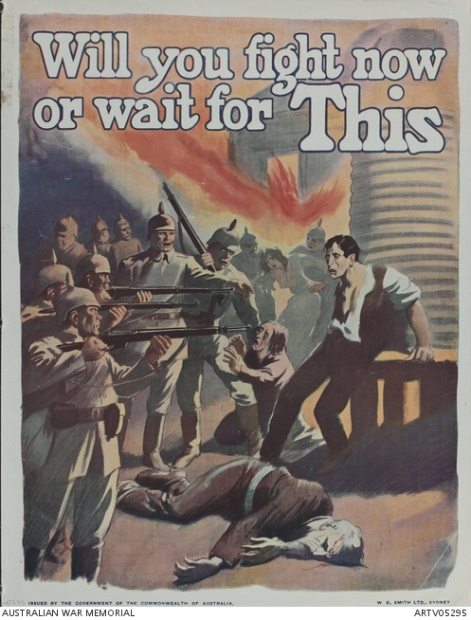 Will you fight now
or wait for This
ISSUED BY THE GOVERNMENT OF THE COMMONWEALTH OF AUSTRALIA.
W. E. SMITH LTD., SYDNEY
AUSTRALIAN WAR MEMORIAL
ARTV05295